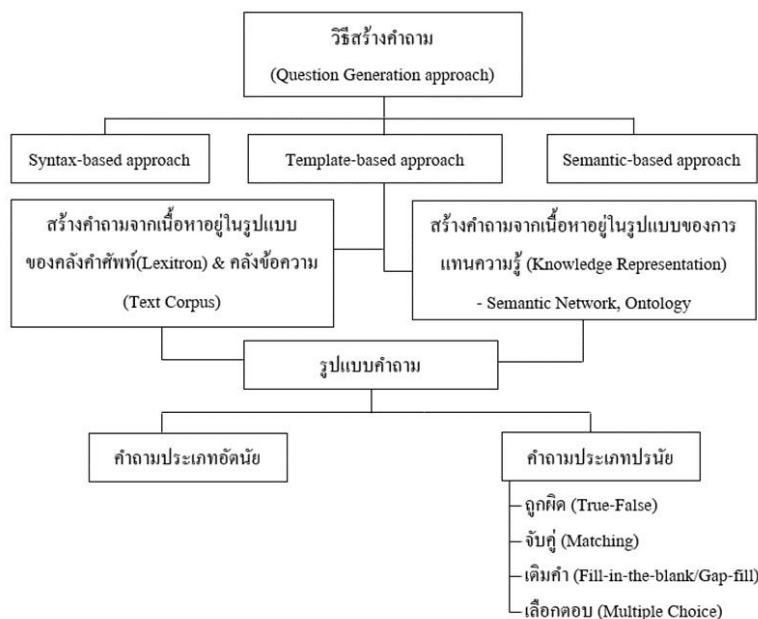 วิธีสร้างคำถาม
(Question Generation approach)
Syntax-based approach
Template-based approach
Semantic-based approach
สร้างคำถามจากเนื้อหาอยู่ในรูปแบบ
ของคลังคำศัพท์(Lexitron) & คลังข้อความ
(Text Corpus)
สร้างคำถามจากเนื้อหาอยู่ในรูปแบบของการ
แทนความรู้ (Knowledge Representation)
- Semantic Network, Ontology
รูปแบบคำถาม
คำถามประเภทอัตนัย
คำถามประเภทปรนัย
ถูกผิด (True-False)
จับคู่ (Matching)
เติมคำ (Fill-in-the-blank/Gap-fill)
เลือกตอบ (Multiple Choice)